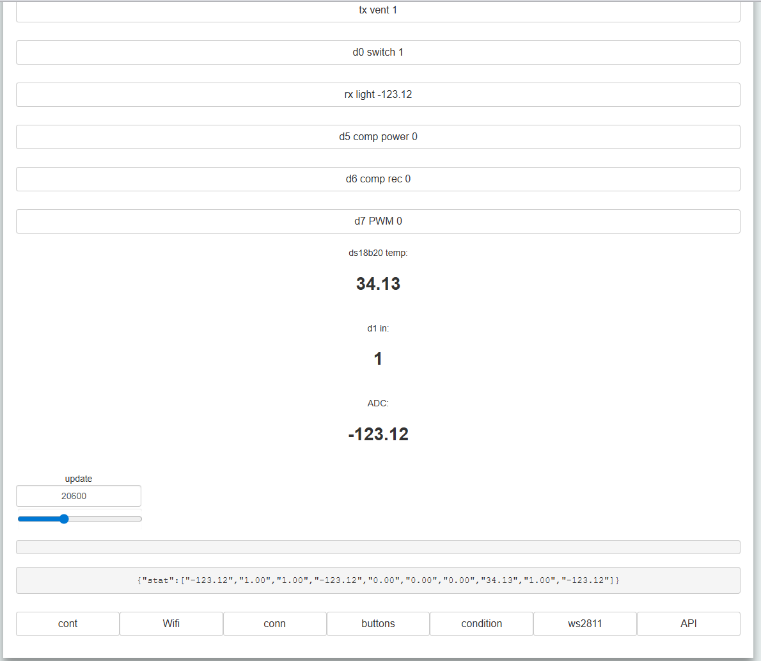 tx vent 1
d0 switch 1
rx light -123.12
d5 comp power 0
d6 comp rec 0
d7 PWM 0
ds18b20 temp:
34.13
d1 in:
1
ADC:
-123.12
update
20600
{"stat":["-123.12","1.00","1.00","-123.12","0.00","0.00","0.00","34.13","1.00","-123.12"]}
cont Wifi conn buttons condition ws2811 API